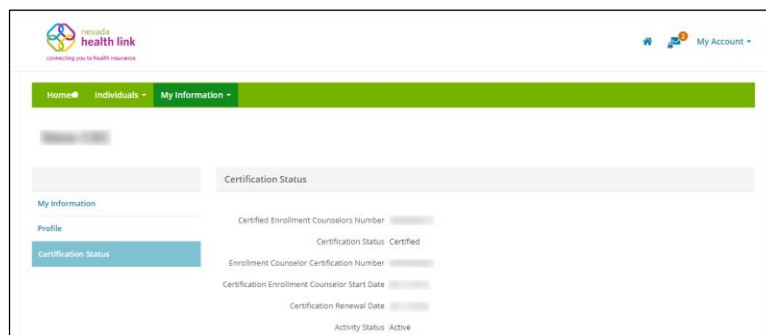 nevada
health link
connecting you to health insurance
2
My Account
Home
Individuals
My Information
Certification Status
My Information
Profile
Certification Status
Certified Enrollment Counselors Number
Certification Status Certified
Enrollment Counselor Certification Number
Certification Enrollment Counselor Start Date
Certification Renewal Date
Activity Status Active